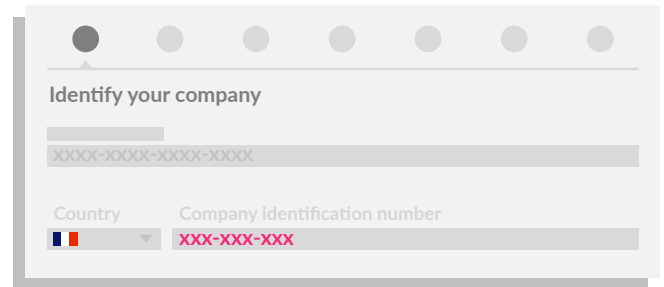 Identify your company
xxxx-xxxx-xxxx-xxxx
Country
Company identification number
xxx-xxx-xxx